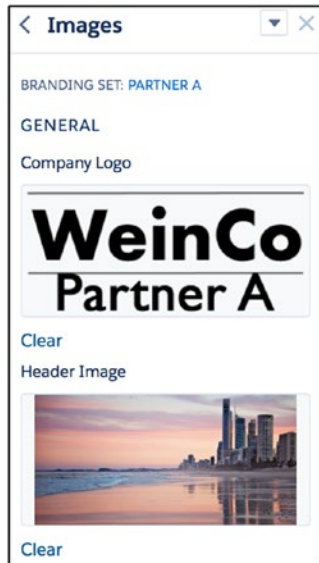 Images
BRANDING SET: PARTNER A
GENERAL
Company Logo
WeinCo
Partner A
Clear
Header Image
Clear